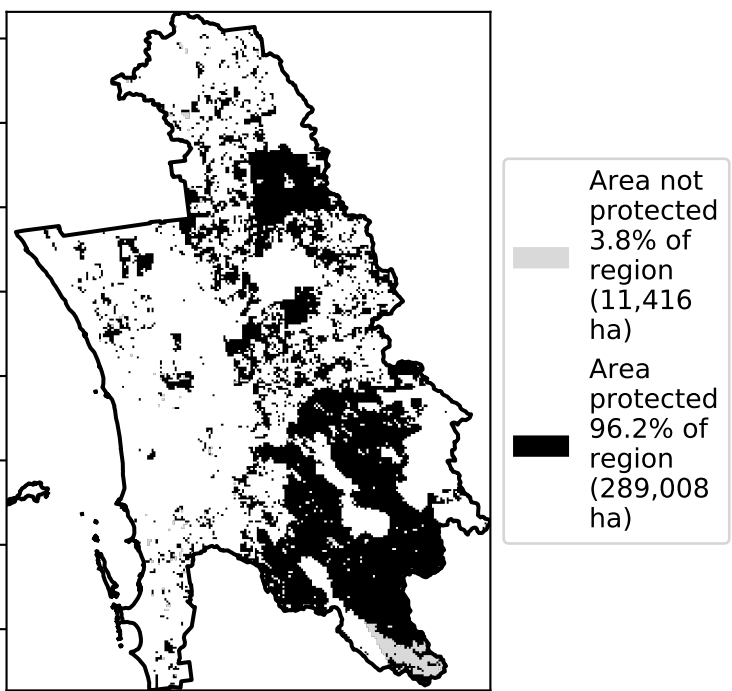 Area not
protected
3.8% of
region
(11,416
ha)
Area
protected
96.2% of
region
(289,008
ha)